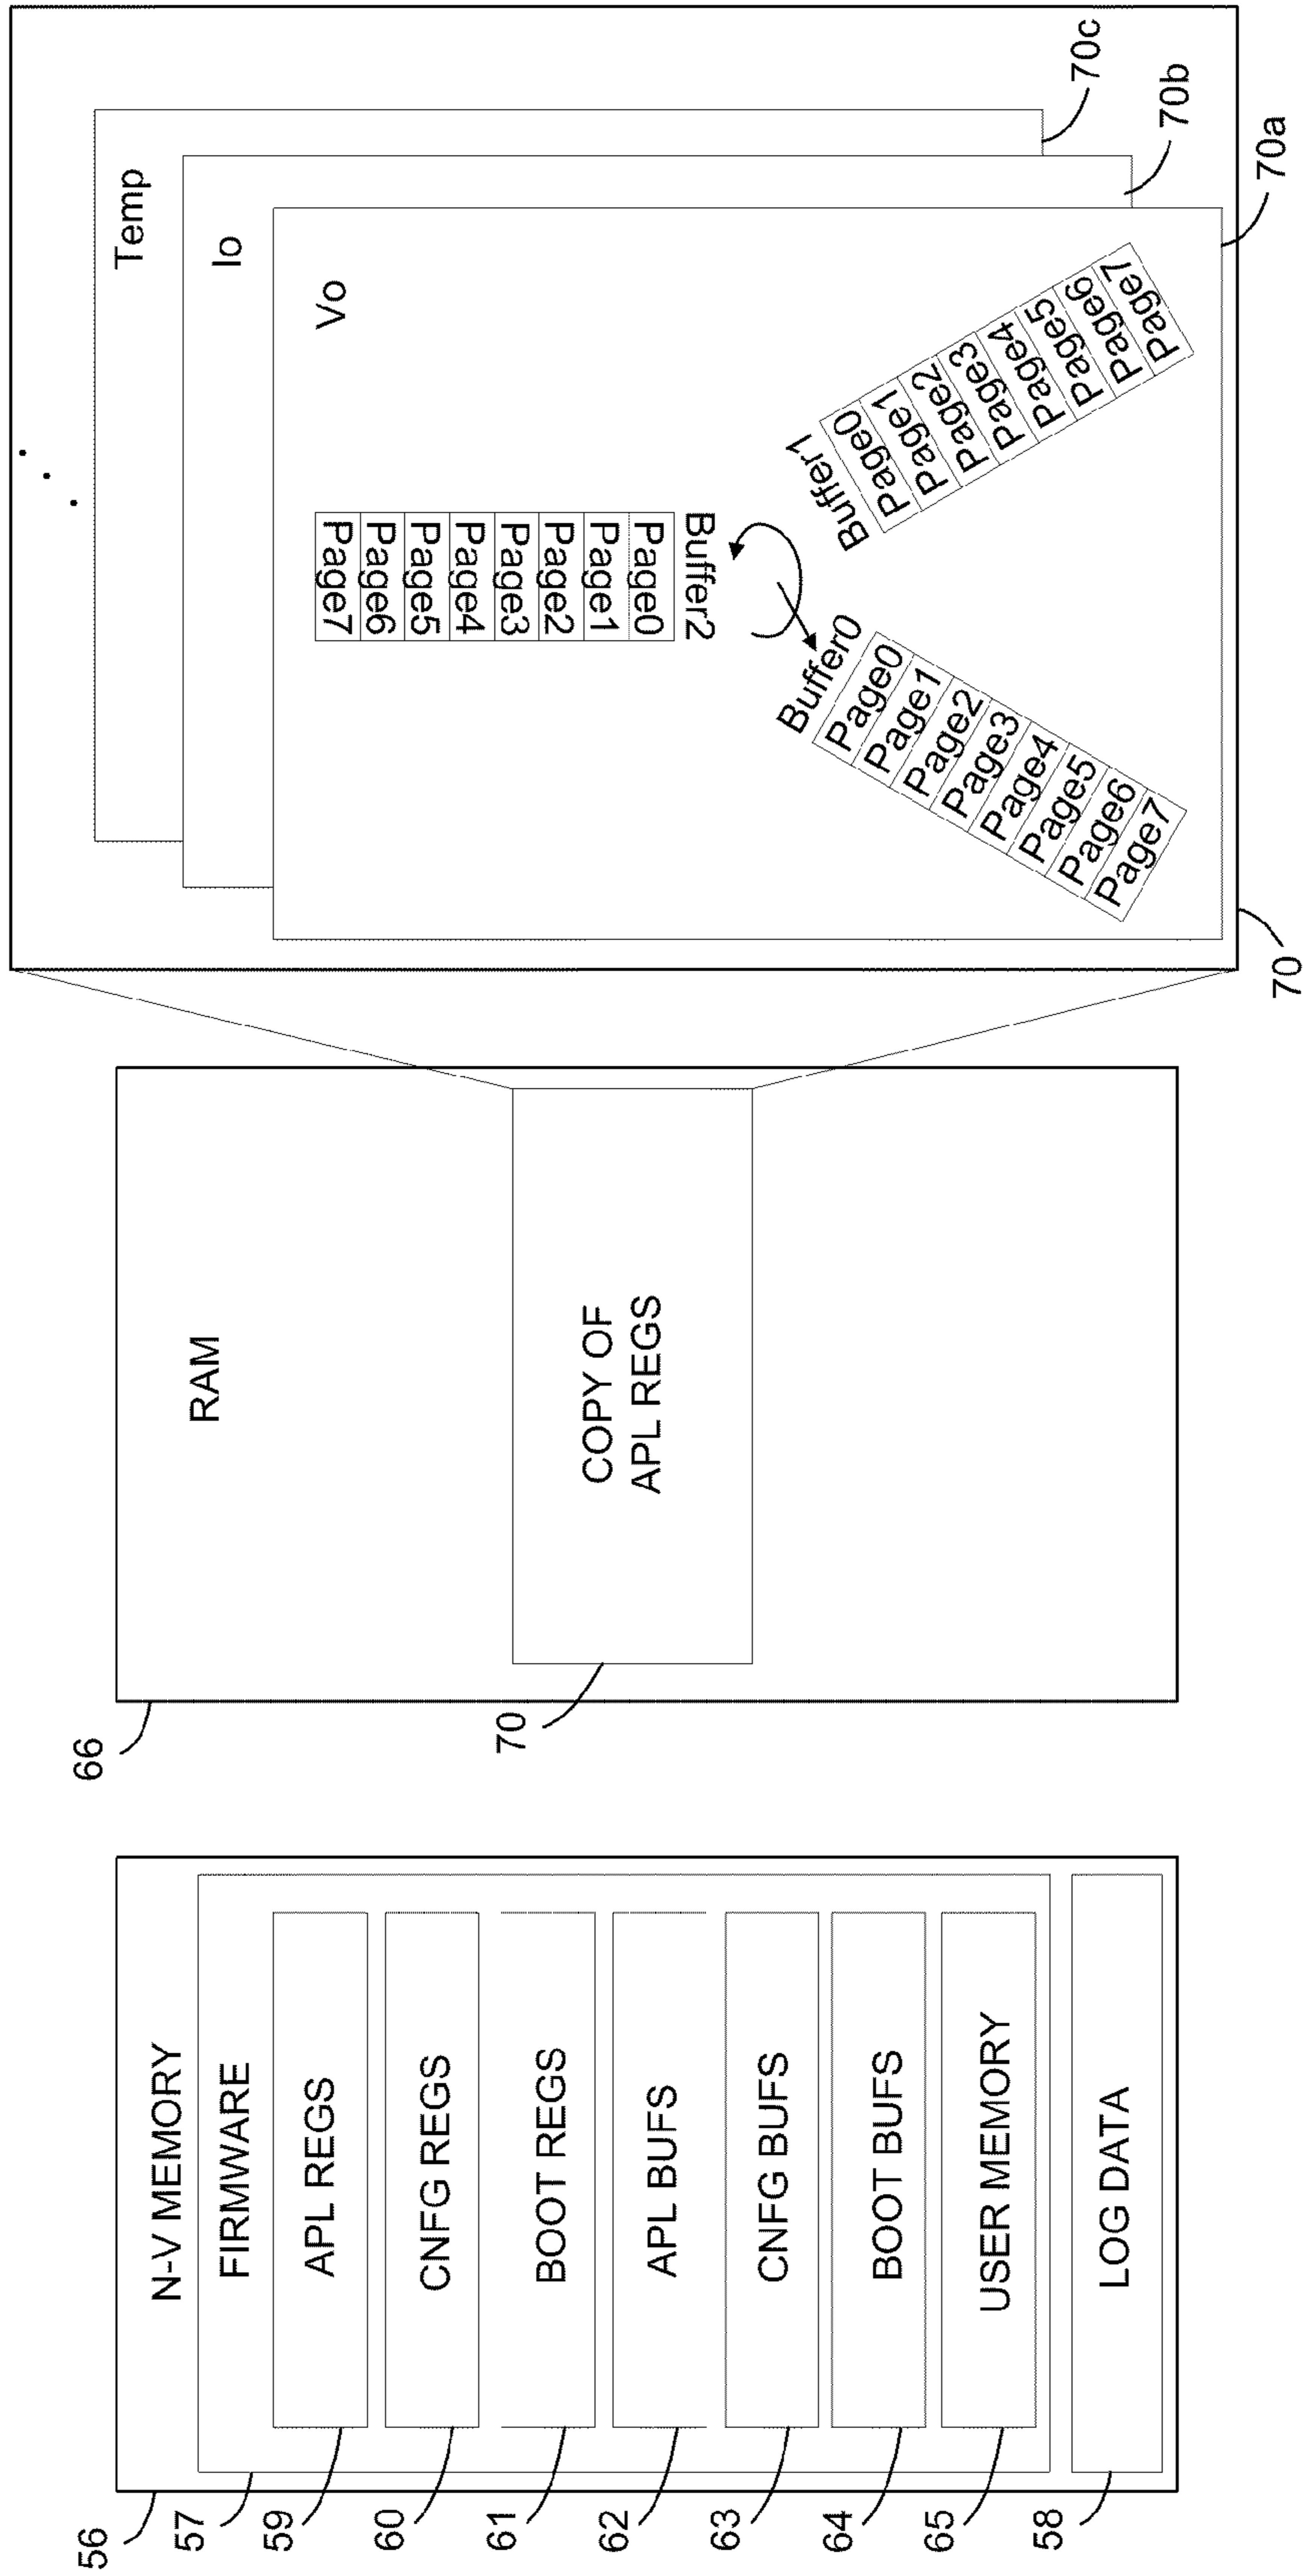 56
57
59
60
61
62
63
64
65
58
N-V MEMORY
FIRMWARE
APL REGS
CNFG REGS
BOOT REGS
APL BUFS
CNFG BUFS
BOOT BUFS
USER MEMORY
LOG DATA
66
RAM
70
COPY OF
APL REGS
Temp
Io
Vo
Page7
Page6
Page5
Page4
Page3
Page2
Page1
Page0
Buffer2
Buffer0
Page0
Page1
Page2
Page3
Page4
Page5
Page6
Page7
Buffer1
Page0
Page1
Page2
Page3
Page4
Page5
Page6
Page7
70c
70b
70a
70